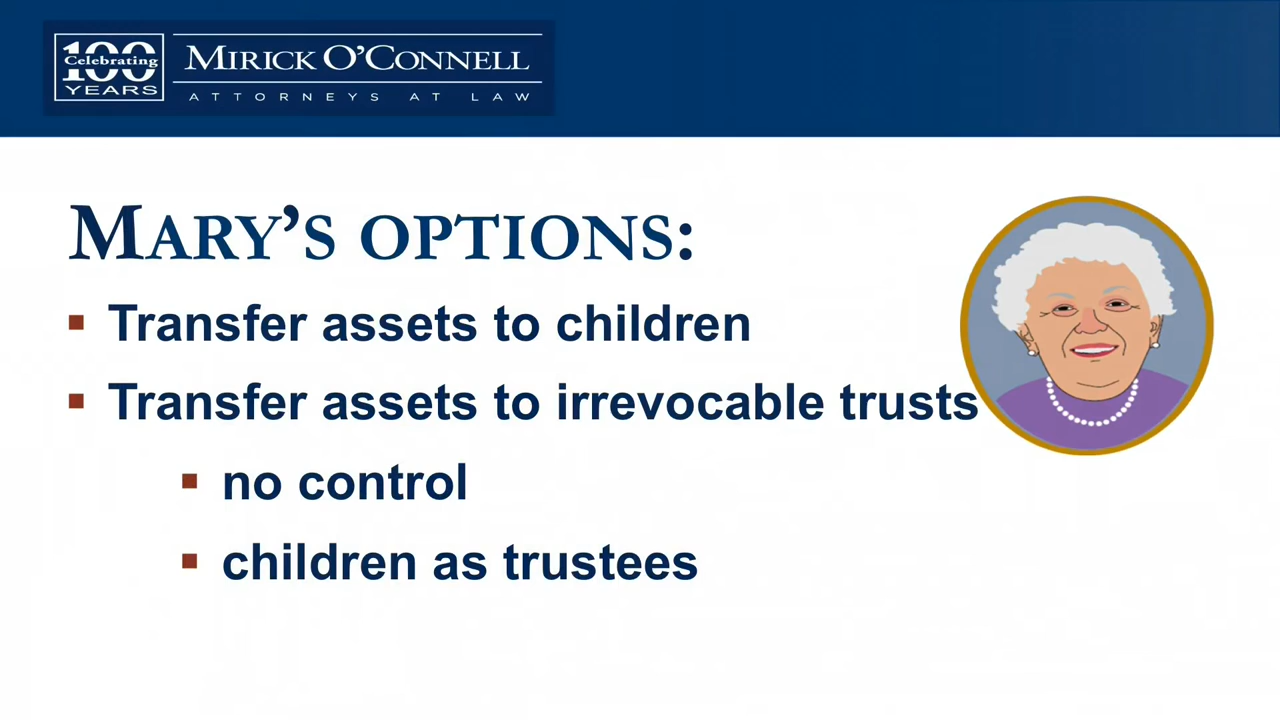 Celebrating
100
YEARS
MIRICK O'CONNELL
ATTORNEYS AT LAW
MARY'S OPTIONS:
▪ Transfer assets to children
▪ Transfer assets to irrevocable trusts
▪ no control
▪ children as trustees